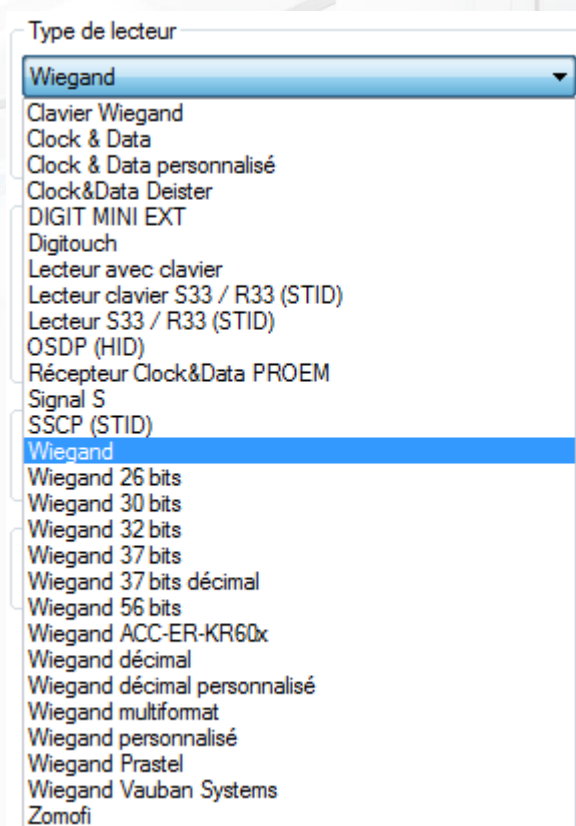 Type de lecteur
Wiegand
Clavier Wiegand
Clock & Data
Clock & Data personnalisé
Clock&Data Deister
DIGIT MINI EXT
Digitouch
Lecteur avec clavier
Lecteur clavier S33 / R33 (STID)
Lecteur S33 / R33 (STID)
OSDP (HID)
Récepteur Clock&Data PROEM
Signal S
SSCP (STID)
Wiegand
Wiegand 26 bits
Wiegand 30 bits
Wiegand 32 bits
Wiegand 37 bits
Wiegand 37 bits décimal
Wiegand 56 bits
Wiegand ACC-ER-KR60x
Wiegand décimal
Wiegand décimal personnalisé
Wiegand multiformat
Wiegand personnalisé
Wiegand Prastel
Wiegand Vauban Systems
Zomofi